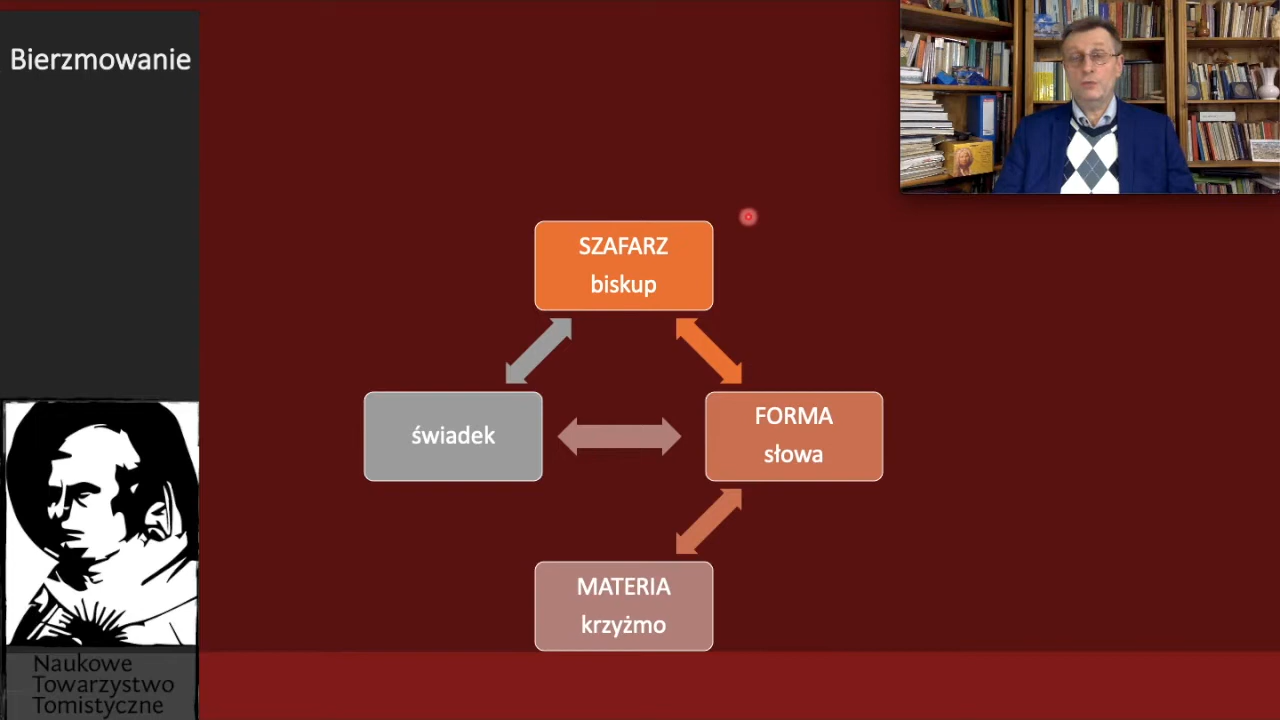 Bierzmowanie
SZAFARZ
biskup
świadek
FORMA
słowa
MATERIA
krzyżmo
Naukowe
Towarzystwo
Tomistyczne